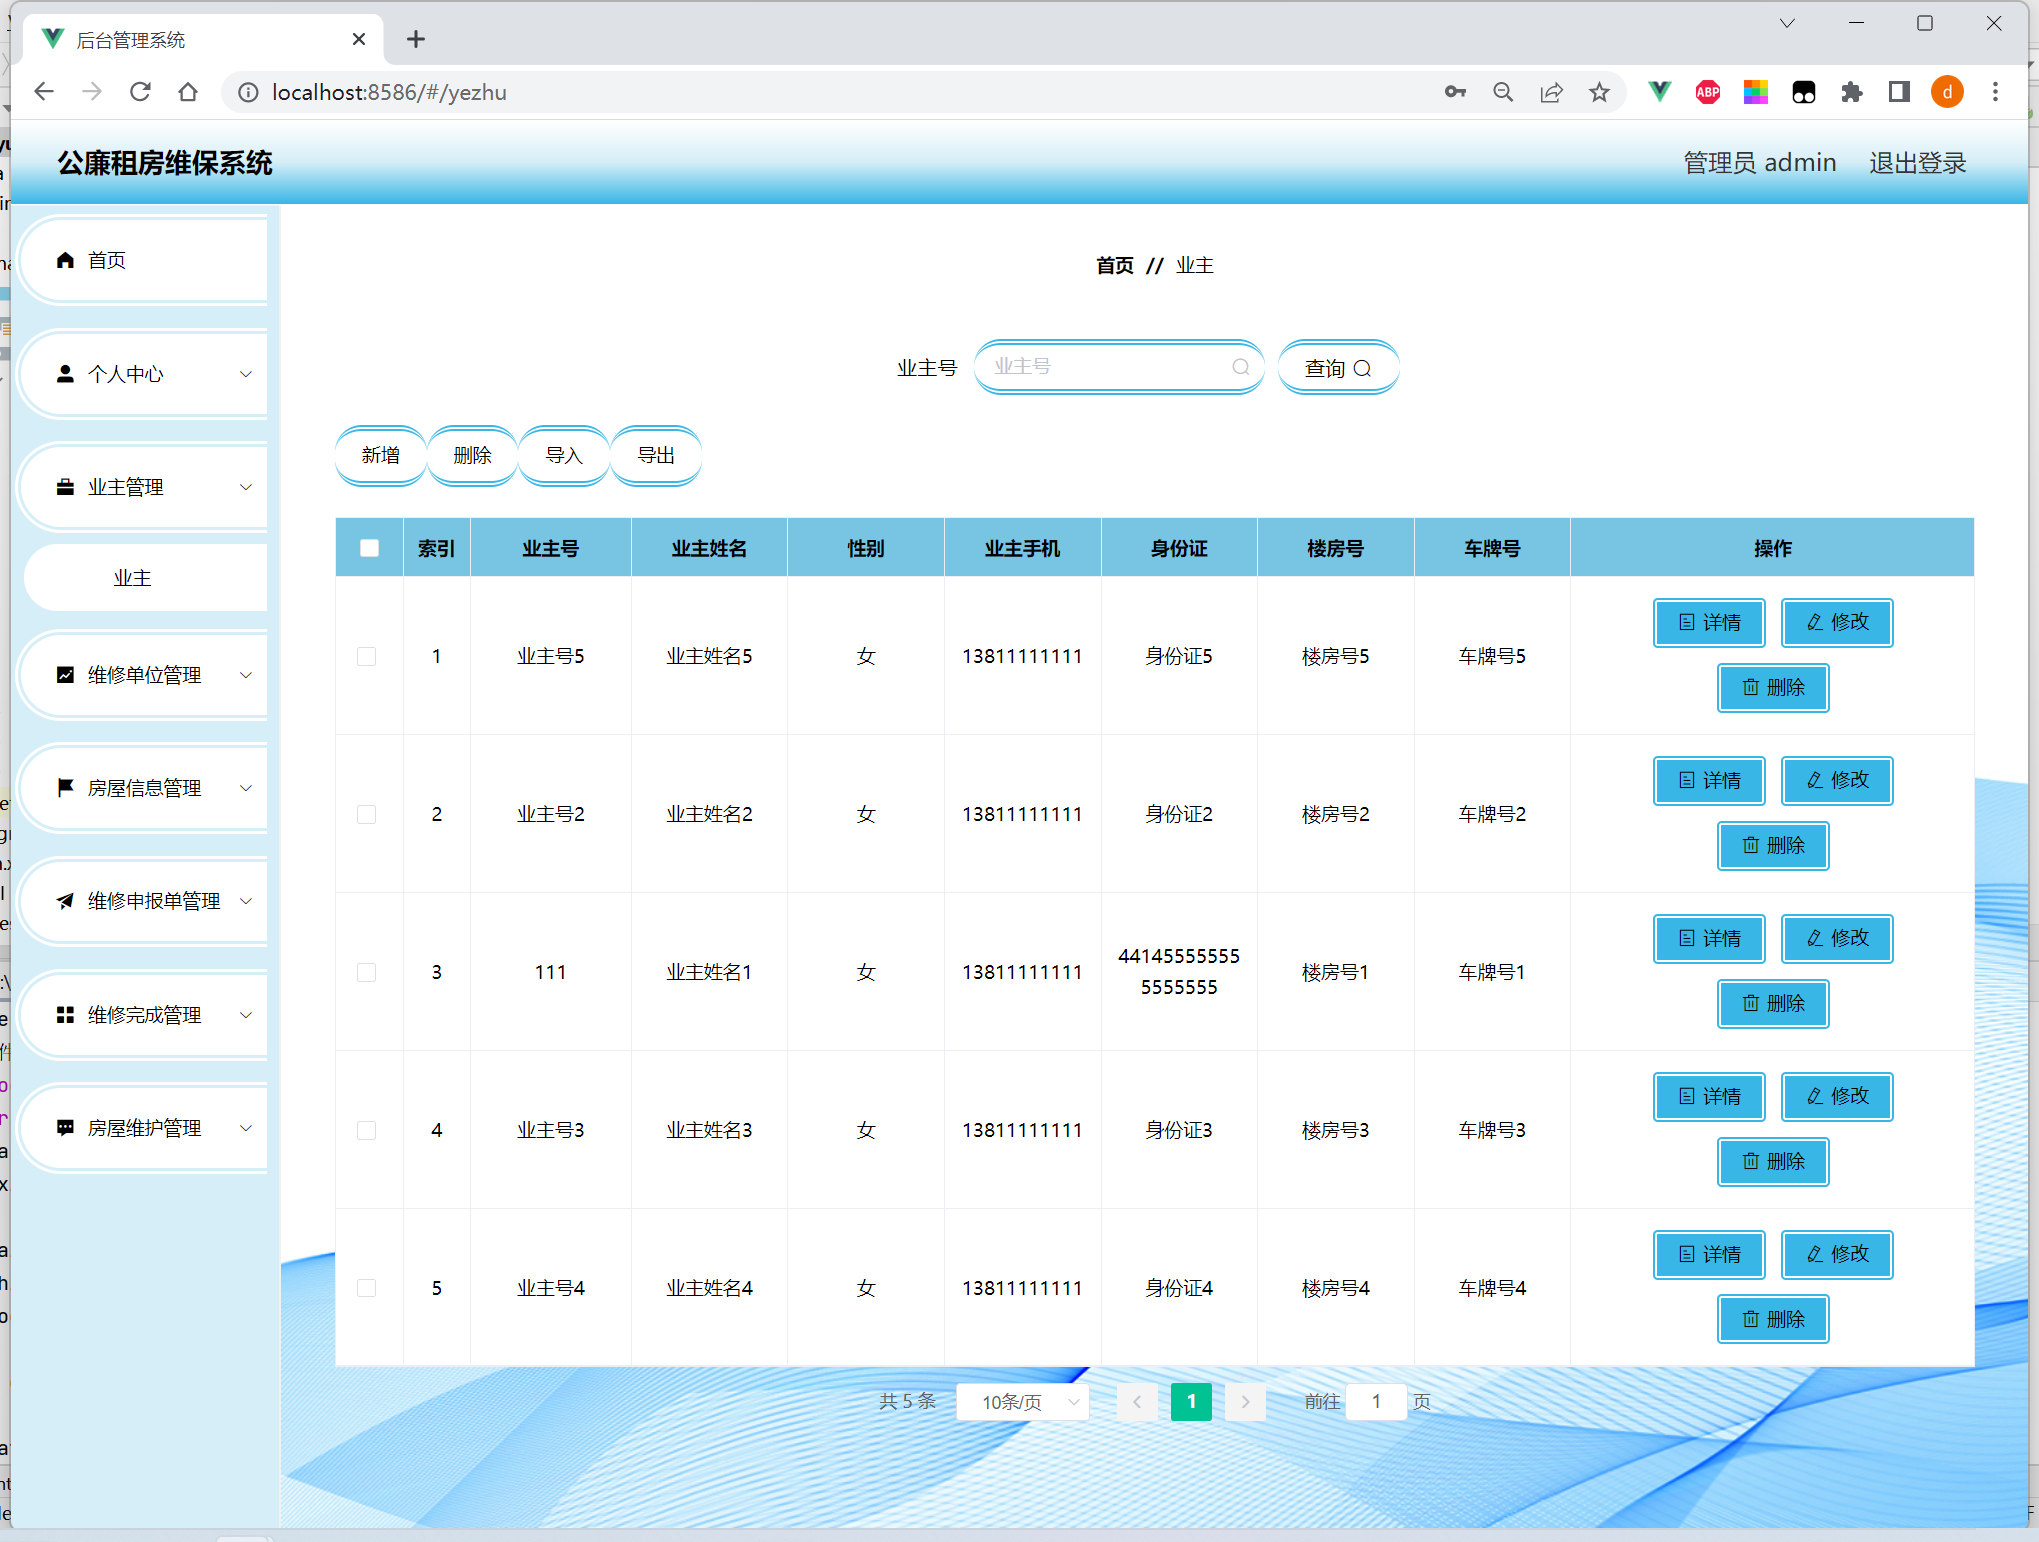 后台管理系统
localhost:8586/#/yezhu
ABP
d
公廉租房维保系统
管理员 admin 退出登录
首页
个人中心
业主管理
业主
维修单位管理
房屋信息管理
维修申报单管理
维修完成管理
房屋维护管理
首页 // 业主
业主号 业主号 查询
新增 删除 导入 导出
索引 业主号 业主姓名 性别 业主手机 身份证 楼房号 车牌号 操作
1 业主号5 业主姓名5 女 13811111111 身份证5 楼房号5 车牌号5 详情 修改
删除
2 业主号2 业主姓名2 女 13811111111 身份证2 楼房号2 车牌号2 详情 修改
删除
3 111 业主姓名1 女 13811111111 44145555555 楼房号1 车牌号1 详情 修改
5555555
删除
4 业主号3 业主姓名3 女 13811111111 身份证3 楼房号3 车牌号3 详情 修改
删除
5 业主号4 业主姓名4 女 13811111111 身份证4 楼房号4 车牌号4 详情 修改
删除
共 5 条 10条/页 1 前往 1 页